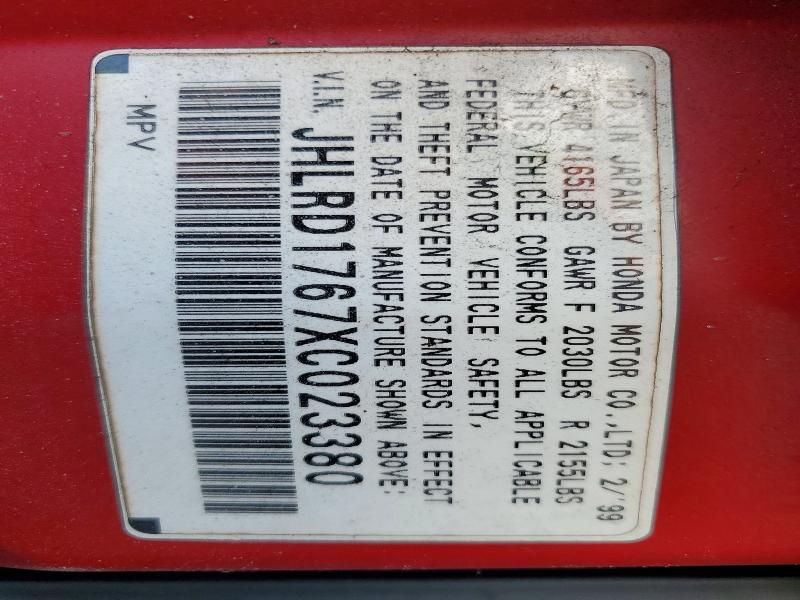 MFD. IN JAPAN BY HONDA MOTOR CO.,LTD; 2/'99
GVWR 4165LBS GAWR F 2030LBS R 2155LBS
THIS VEHICLE CONFORMS TO ALL APPLICABLE
FEDERAL MOTOR VEHICLE SAFETY,
AND THEFT PREVENTION STANDARDS IN EFFECT
ON THE DATE OF MANUFACTURE SHOWN ABOVE:
V.I.N. JHLRD1767XC023380
MPV